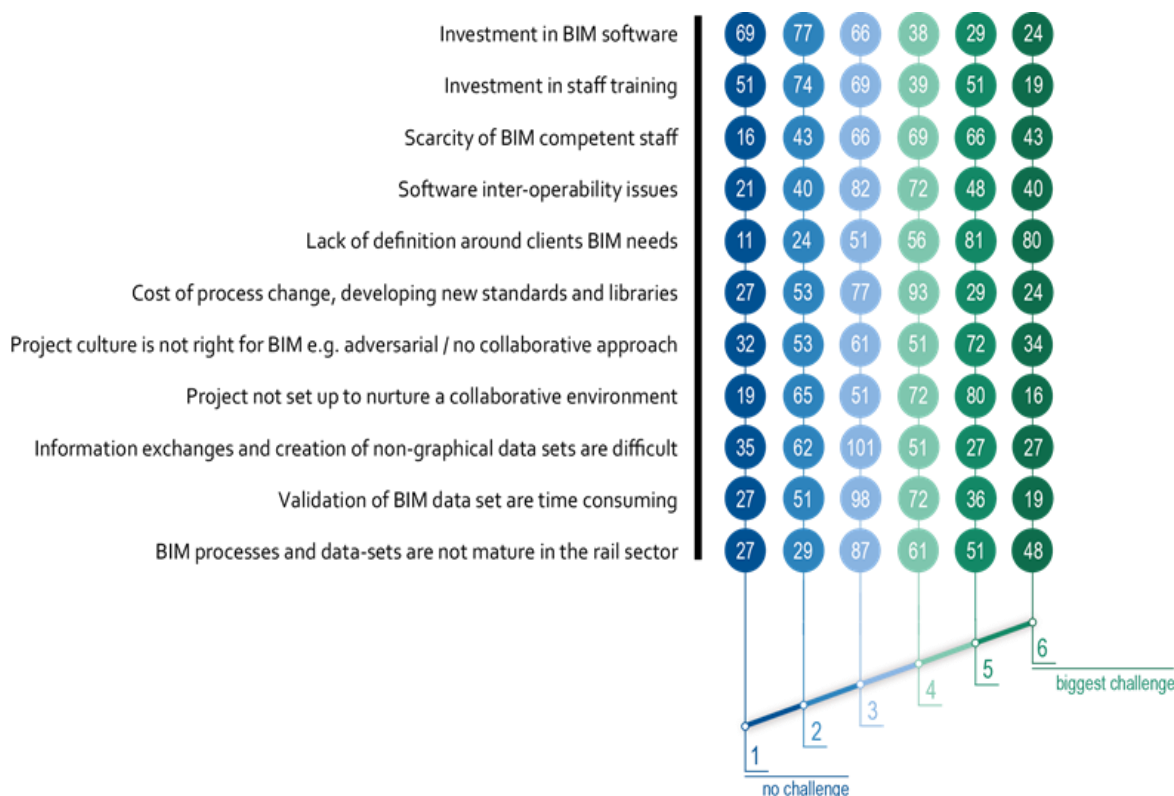 Investment in BIM software 69 77 66 38 29 24
Investment in staff training 51 74 69 39 51 19
Scarcity of BIM competent staff 16 43 66 69 66 43
Software inter-operability issues 21 40 82 72 48 40
Lack of definition around clients BIM needs 11 24 51 56 81 80
Cost of process change, developing new standards and libraries 27 53 77 93 29 24
Project culture is not right for BIM e.g. adversarial / no collaborative approach 32 53 61 51 72 34
Project not set up to nurture a collaborative environment 19 65 51 72 80 16
Information exchanges and creation of non-graphical data sets are difficult 35 62 101 51 27 27
Validation of BIM data set are time consuming 27 51 98 72 36 19
BIM processes and data-sets are not mature in the rail sector 27 29 87 61 51 48
6
biggest challenge
5
4
3
2
1
no challenge